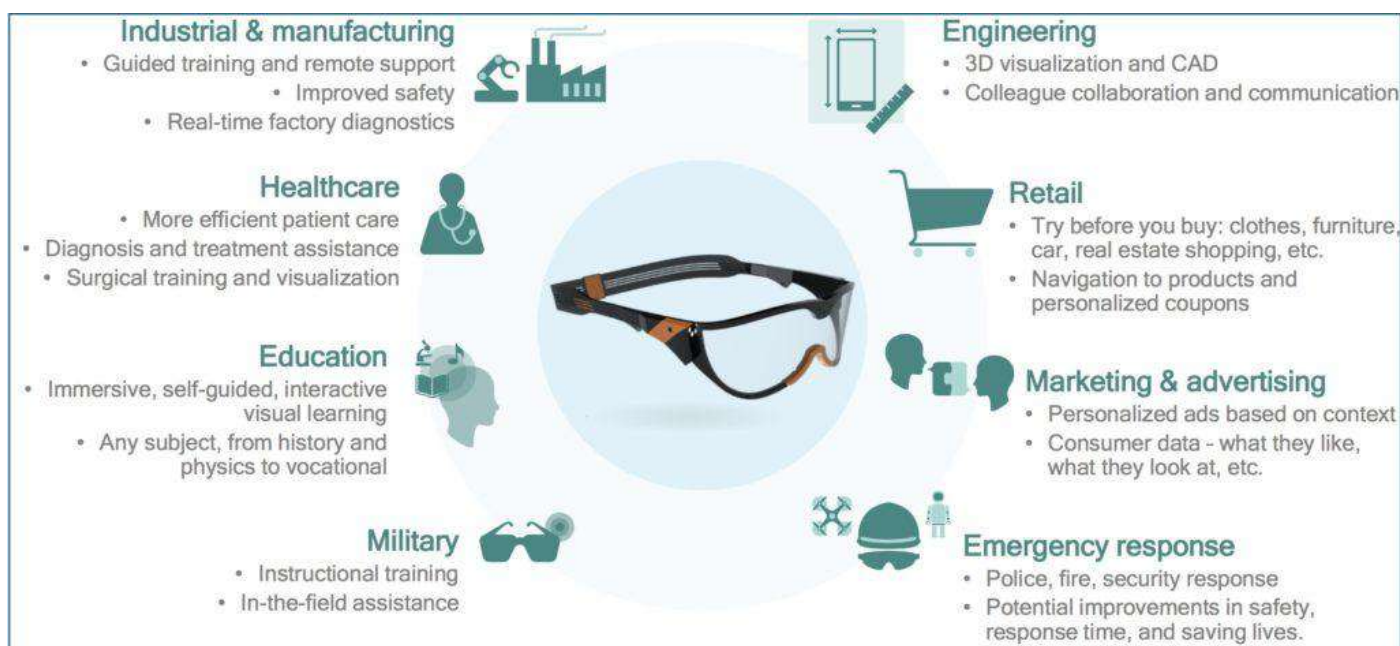 Industrial & manufacturing
• Guided training and remote support
• Improved safety
• Real-time factory diagnostics
Healthcare
• More efficient patient care
• Diagnosis and treatment assistance
• Surgical training and visualization
Education
• Immersive, self-guided, interactive
visual learning
• Any subject, from history and
physics to vocational
Military
• Instructional training
• In-the-field assistance
Engineering
• 3D visualization and CAD
• Colleague collaboration and communication
Retail
• Try before you buy: clothes, furniture,
car, real estate shopping, etc.
• Navigation to products and
personalized coupons
Marketing & advertising
• Personalized ads based on context
• Consumer data - what they like,
what they look at, etc.
Emergency response
• Police, fire, security response
• Potential improvements in safety,
response time, and saving lives.